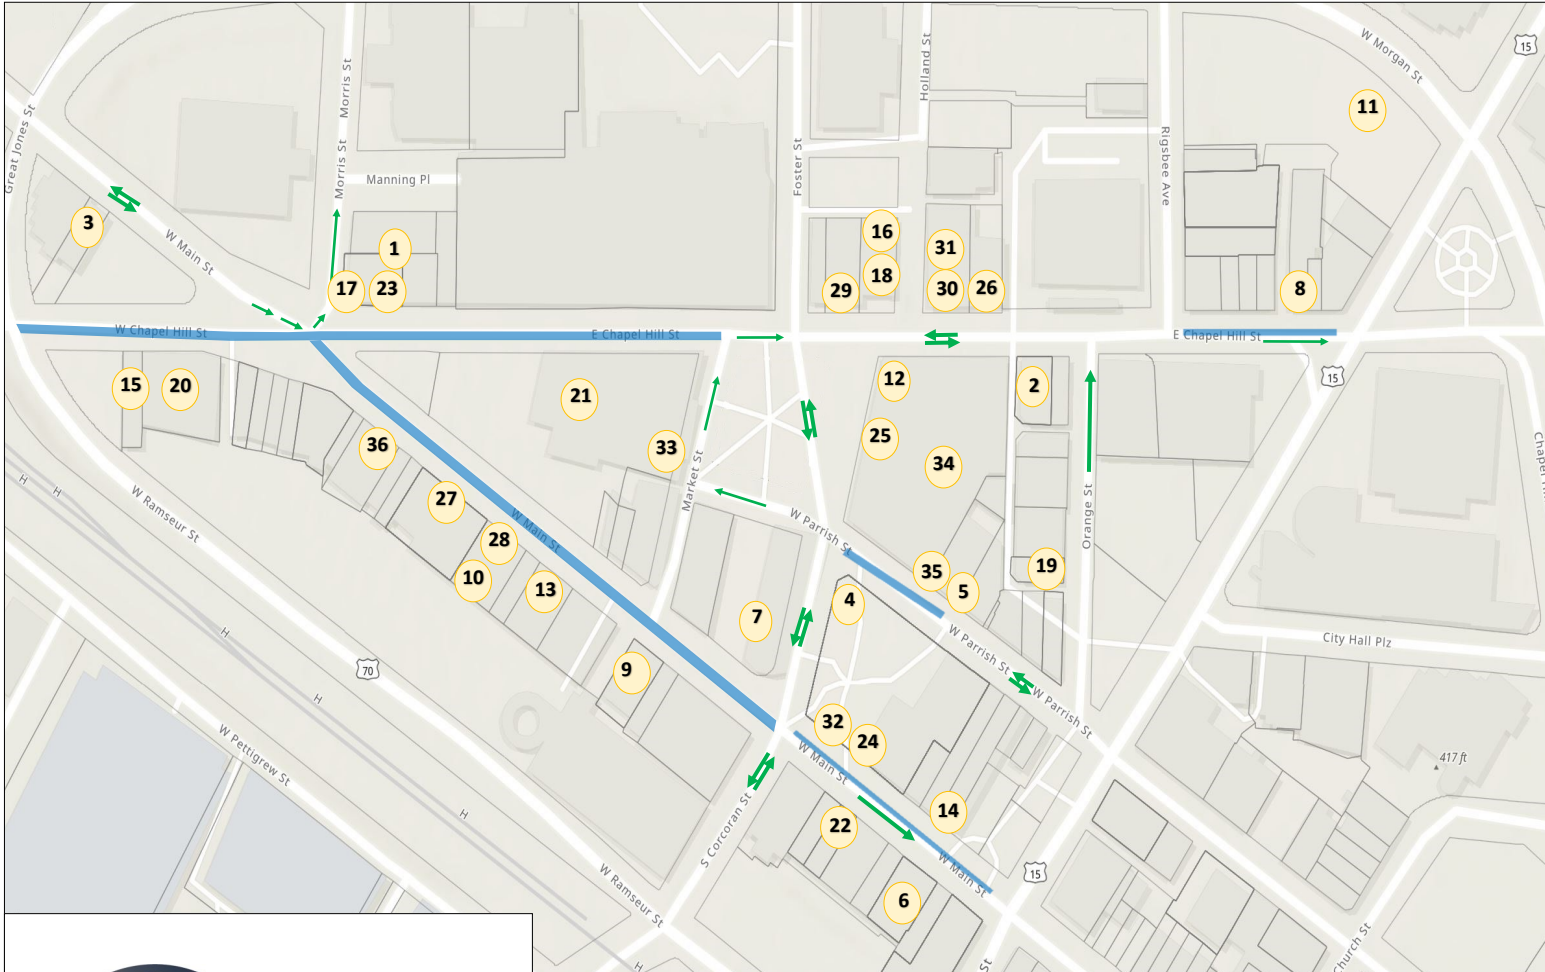 W Morgan St
15
Holland St
Morris St
11
Great Jones St
Foster St
Rigsbee Ave
Morris St
Manning Pl
3
16
W Main St
1
31
18
17
23
29
30
26
8
W Chapel Hill St
E Chapel Hill St
E Chapel Hill St
15
12
2
15
20
21
25
36
33
34
Market St
27
W Ramseur St
H
H
W Main St
W Parrish St
Orange St
28
10
13
35
19
5
4
7
H
W Parrish St
City Hall Plz
70
9
H
W Parrish St
32
24
W Pettigrew St
W Main St
417 ft
14
H
22
S Corcoran St
W Main St
15
6
W Ramseur St
Church St
H
St